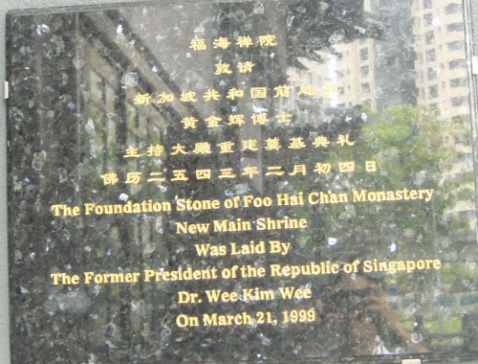 福海禅院
敦请
新加坡共和国前总统
黄金辉博士
主持大殿重建奠基典礼
佛历二五四三年二月初四日
The Foundation Stone of Foo Hai Ch'an Monastery
New Main Shrine
Was Laid By
The Former President of the Republic of Singapore
Dr. Wee Kim Wee
On March 21, 1999